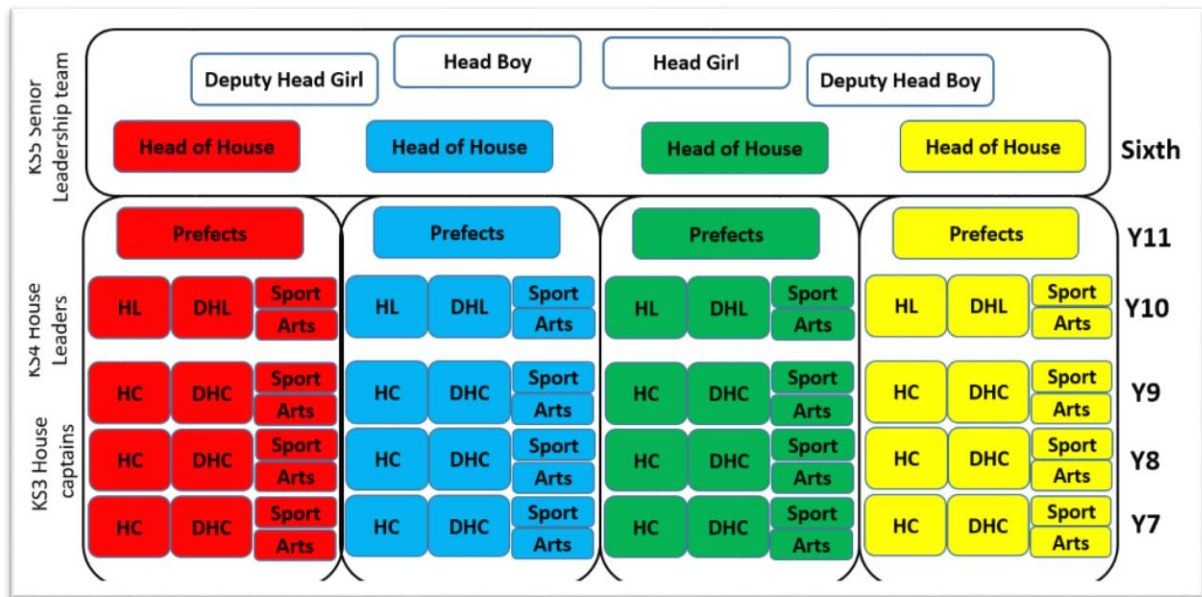 KS5 Senior
Leadership team
Deputy Head Girl
Head Boy
Head Girl
Deputy Head Boy
Head of House
Head of House
Head of House
Head of House
Sixth
Prefects
Prefects
Prefects
Prefects
Y11
KS4 House
Leaders
HL DHL Sport Arts
HL DHL Sport Arts
HL DHL Sport Arts
HL DHL Sport Arts
Y10
KS3 House
captains
HC DHC Sport Arts
HC DHC Sport Arts
HC DHC Sport Arts
HC DHC Sport Arts
Y9
HC DHC Sport Arts
HC DHC Sport Arts
HC DHC Sport Arts
HC DHC Sport Arts
Y8
HC DHC Sport Arts
HC DHC Sport Arts
HC DHC Sport Arts
HC DHC Sport Arts
Y7